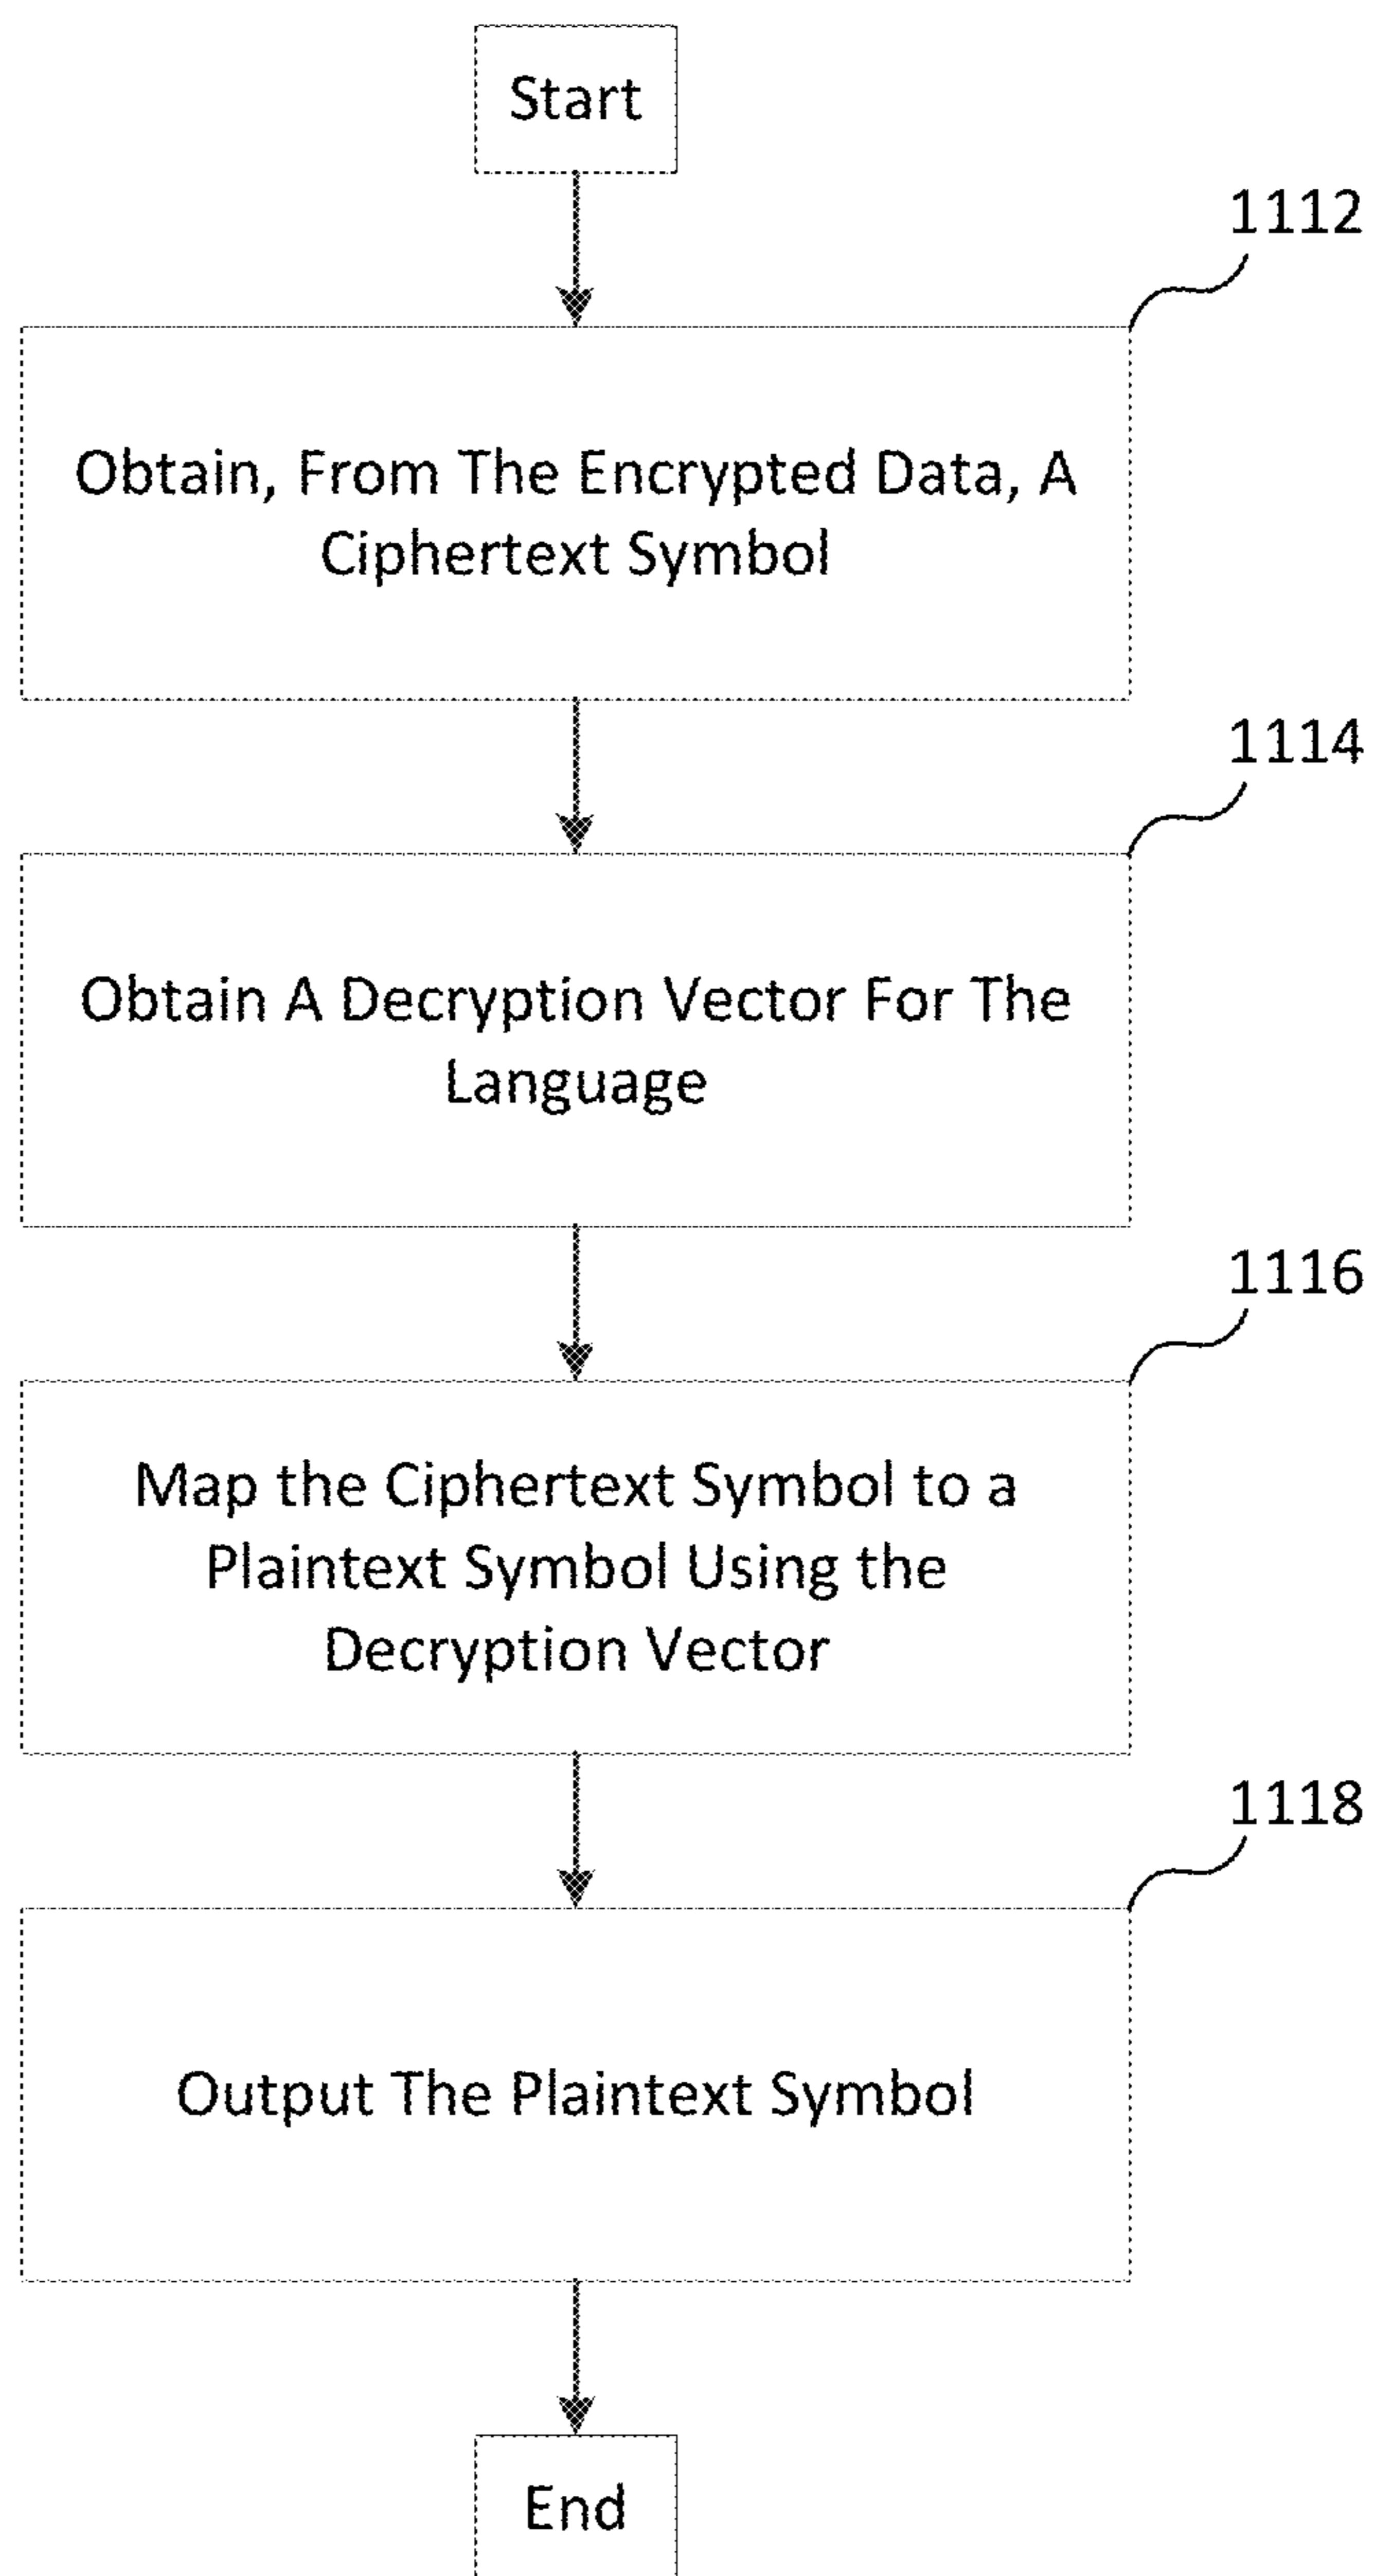 Start
1112
Obtain, From The Encrypted Data, A
Ciphertext Symbol
1114
Obtain A Decryption Vector For The
Language
1116
Map the Ciphertext Symbol to a
Plaintext Symbol Using the
Decryption Vector
1118
Output The Plaintext Symbol
End